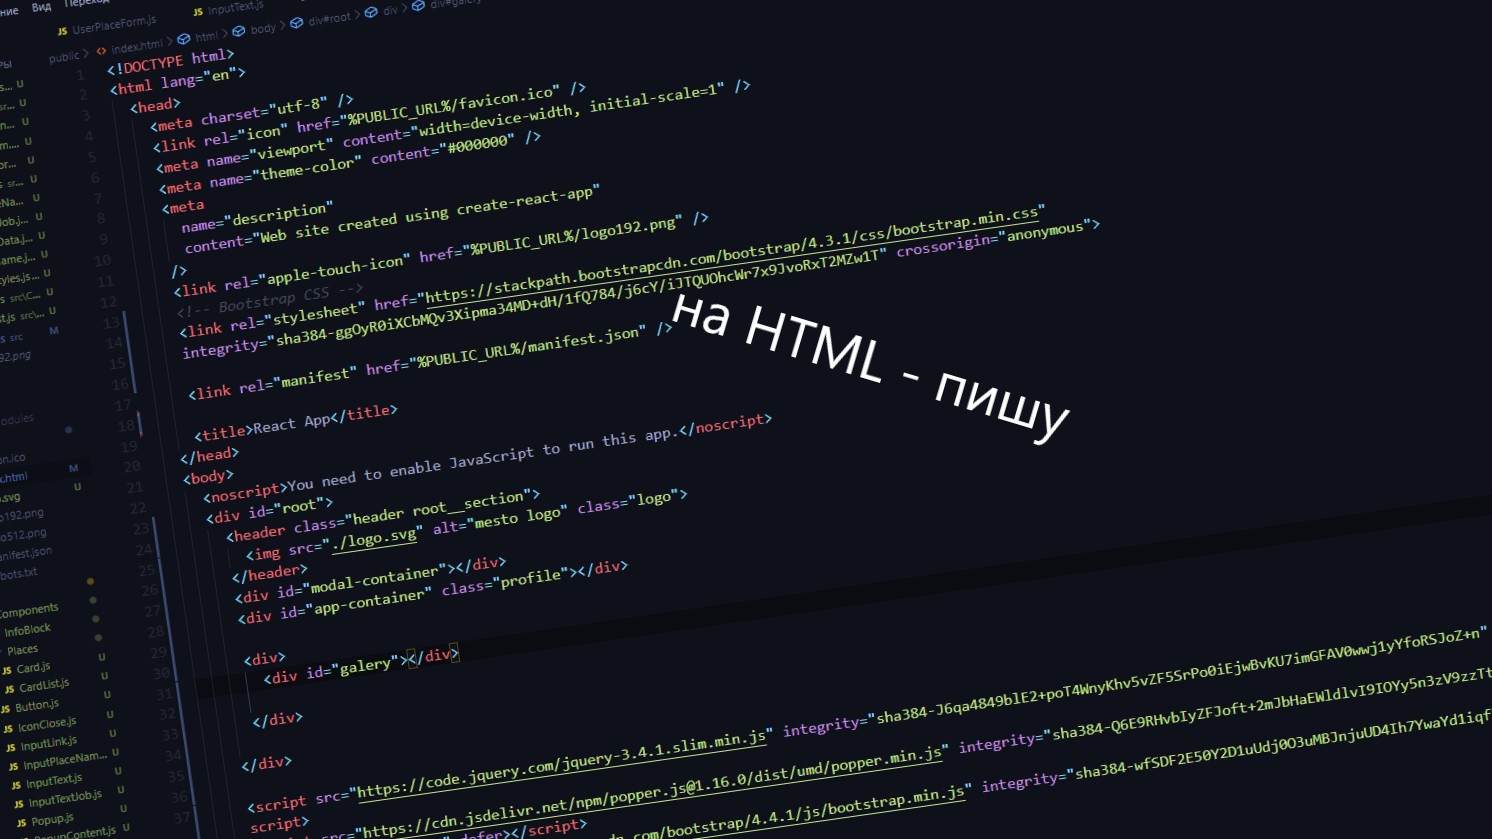 ние Вид Переход
JS UserPlaceForm.js JS InputText.js
public > index.html > html > body > div#root > div > div#galery
<!DOCTYPE html>
<html lang="en">
<head>
<meta charset="utf-8" />
<link rel="icon" href="%PUBLIC_URL%/favicon.ico" />
<meta name="viewport" content="width=device-width, initial-scale=1" />
<meta name="theme-color" content="#000000" />
<meta
name="description"
content="Web site created using create-react-app"
/>
<link rel="apple-touch-icon" href="%PUBLIC_URL%/logo192.png" />
<!-- Bootstrap CSS -->
<link rel="stylesheet" href="https://stackpath.bootstrapcdn.com/bootstrap/4.3.1/css/bootstrap.min.css"
integrity="sha384-ggOyR0iXCbMQv3Xipma34MD+dH/1fQ784/j6cY/iJTQUOhcWr7x9JvoRxT2MZw1T" crossorigin="anonymous">
<link rel="manifest" href="%PUBLIC_URL%/manifest.json" />
<title>React App</title>
</head>
<body>
<noscript>You need to enable JavaScript to run this app.</noscript>
<div id="root">
<header class="header root__section">
<img src="./logo.svg" alt="mesto logo" class="logo">
</header>
<div id="modal-container"></div>
<div id="app-container" class="profile"></div>
<div>
<div id="galery"></div>
</div>
</div>
<script src="https://code.jquery.com/jquery-3.4.1.slim.min.js" integrity="sha384-J6qa4849blE2+poT4WnyKhv5vZF5SrPo0iEjwBvKU7imGFAV0wwj1yYfoRSJoZ+n"
script>
src="https://cdn.jsdelivr.net/npm/popper.js@1.16.0/dist/umd/popper.min.js" integrity="sha384-Q6E9RHvbIyZFJoft+2mJbHaEWldlvI9IOYy5n3zV9zzTt
defer></script>
cdn.com/bootstrap/4.4.1/js/bootstrap.min.js" integrity="sha384-wfSDF2E50Y2D1uUdj0O3uMBJnjuUD4Ih7YwaYd1iqf
на HTML - пишу
components
InfoBlock
Places
JS Card.js U
JS CardList.js U
JS Button.js U
JS IconClose.js U
JS InputLink.js U
JS InputPlaceNam... U
JS InputText.js U
JS InputTextJob.js U
JS Popup.js U
PopupContent.js U